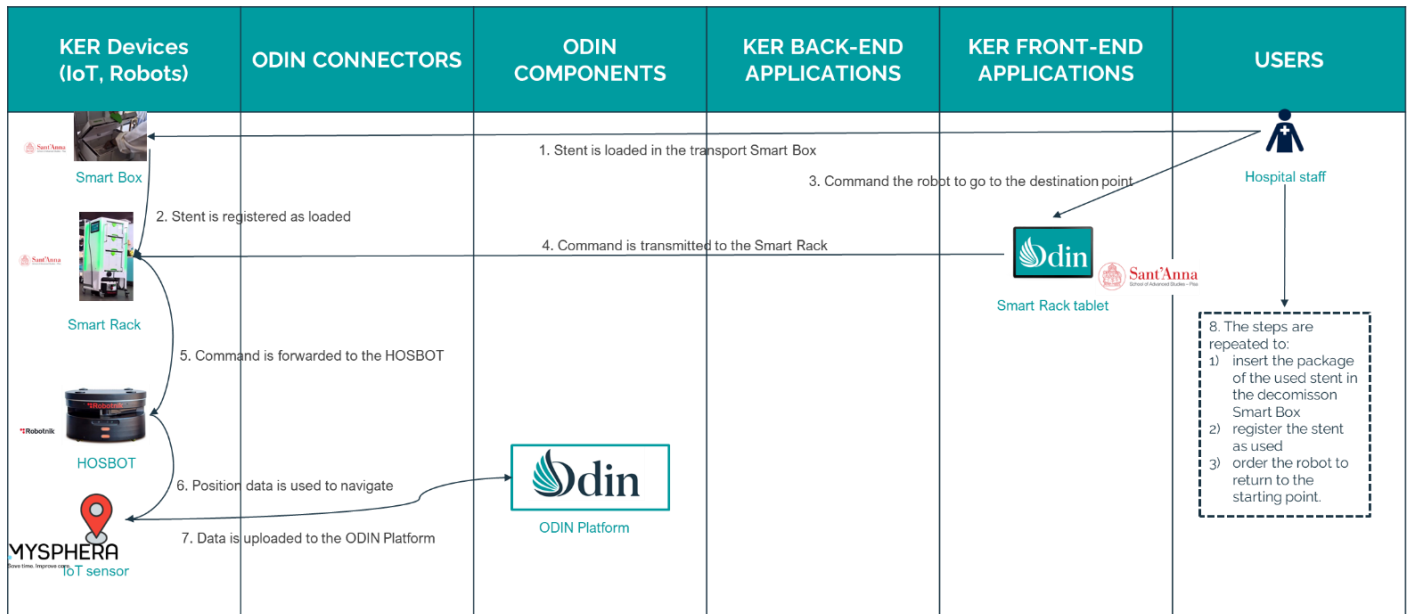 KER Devices
(IoT, Robots)
ODIN CONNECTORS
ODIN
COMPONENTS
KER BACK-END
APPLICATIONS
KER FRONT-END
APPLICATIONS
USERS
Sant'Anna
Smart Box
1. Stent is loaded in the transport Smart Box
3. Command the robot to go to the destination point
Hospital staff
2. Stent is registered as loaded
4. Command is transmitted to the Smart Rack
Sant'Anna
Smart Rack
Odin
Sant'Anna
School of Advanced Studies – Pisa
Smart Rack tablet
5. Command is forwarded to the HOSBOT
8. The steps are
repeated to:
1) insert the package
of the used stent in
the decomisson
Smart Box
2) register the stent
as used
3) order the robot to
return to the
starting point.
Robotnik
Robotnik
HOSBOT
6. Position data is used to navigate
Odin
ODIN Platform
7. Data is uploaded to the ODIN Platform
MYSPHERA
Save time. Improve care.
IoT sensor